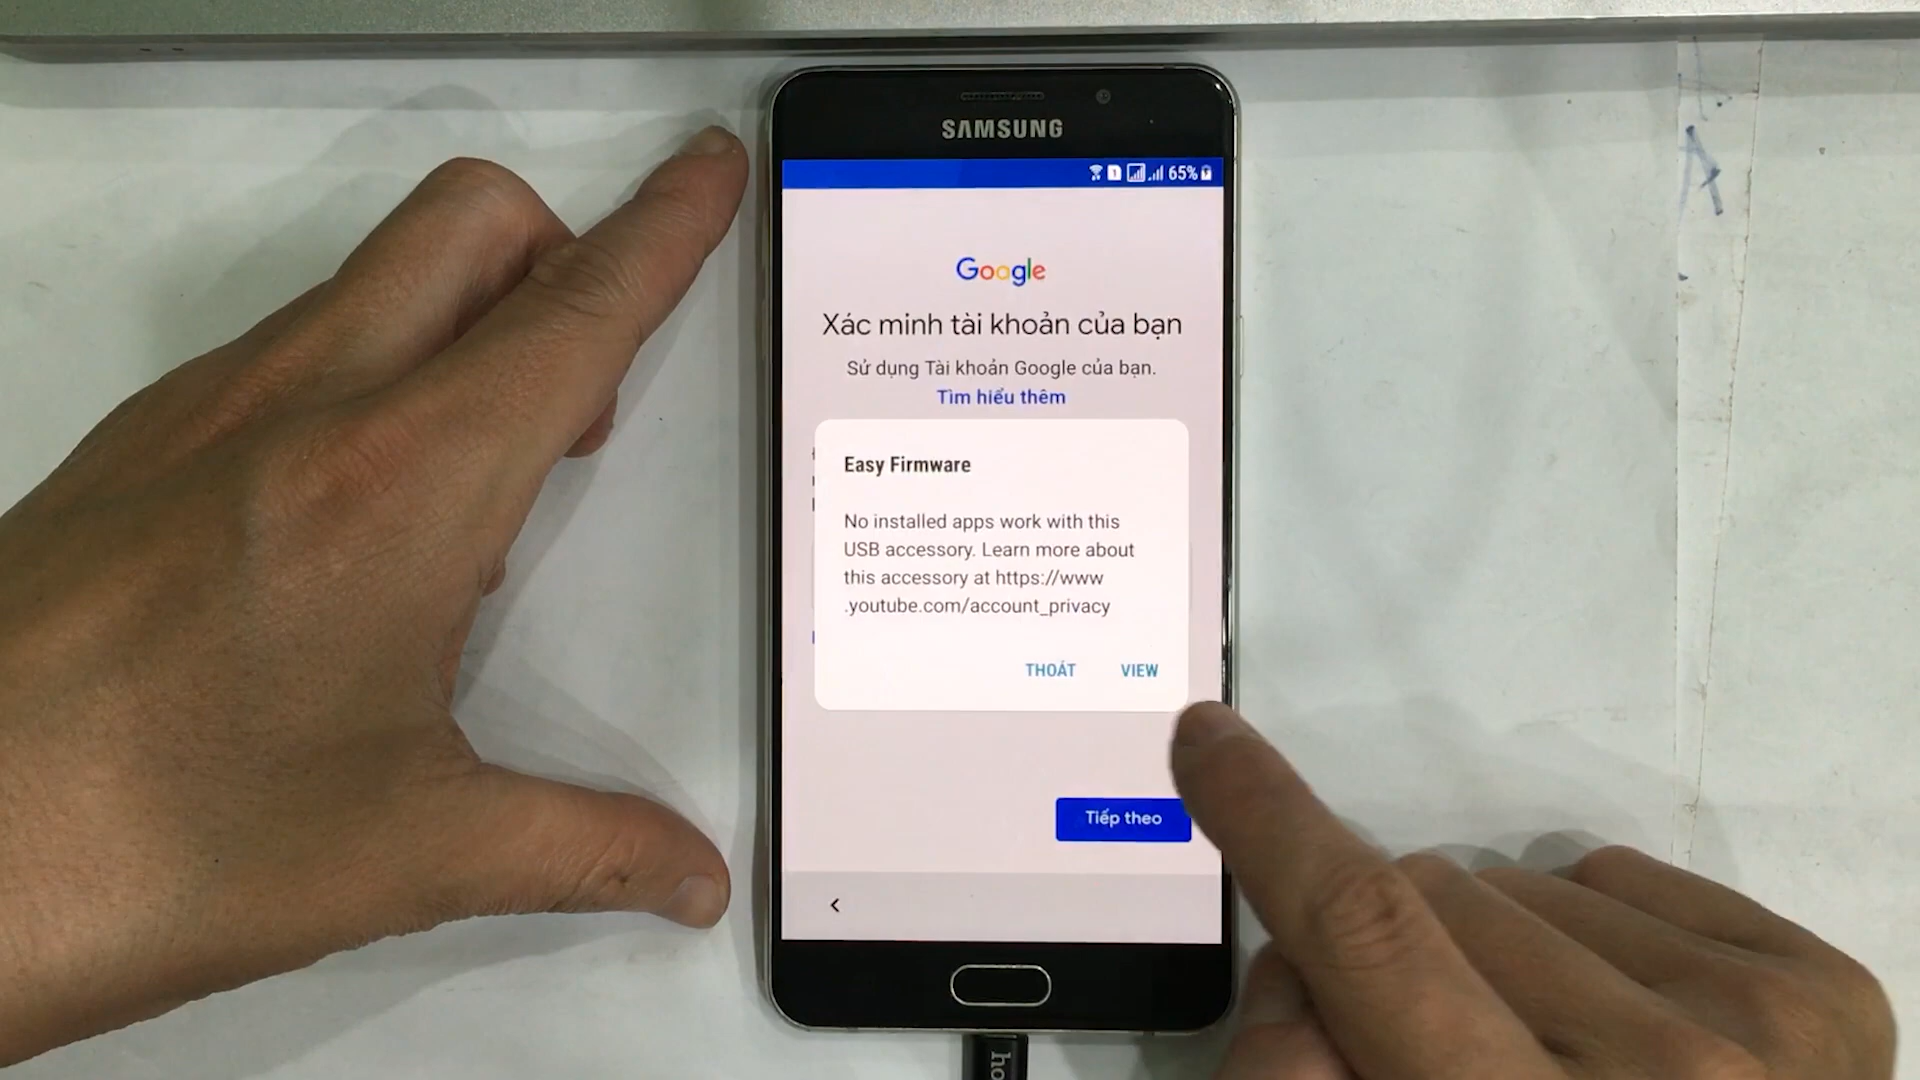 SAMSUNG
1 65%
Google
Xác minh tài khoản của bạn
Sử dụng Tài khoản Google của bạn.
Tìm hiểu thêm
Easy Firmware
No installed apps work with this
USB accessory. Learn more about
this accessory at https://www
.youtube.com/account_privacy
THOÁT VIEW
Tiếp theo
ho
A